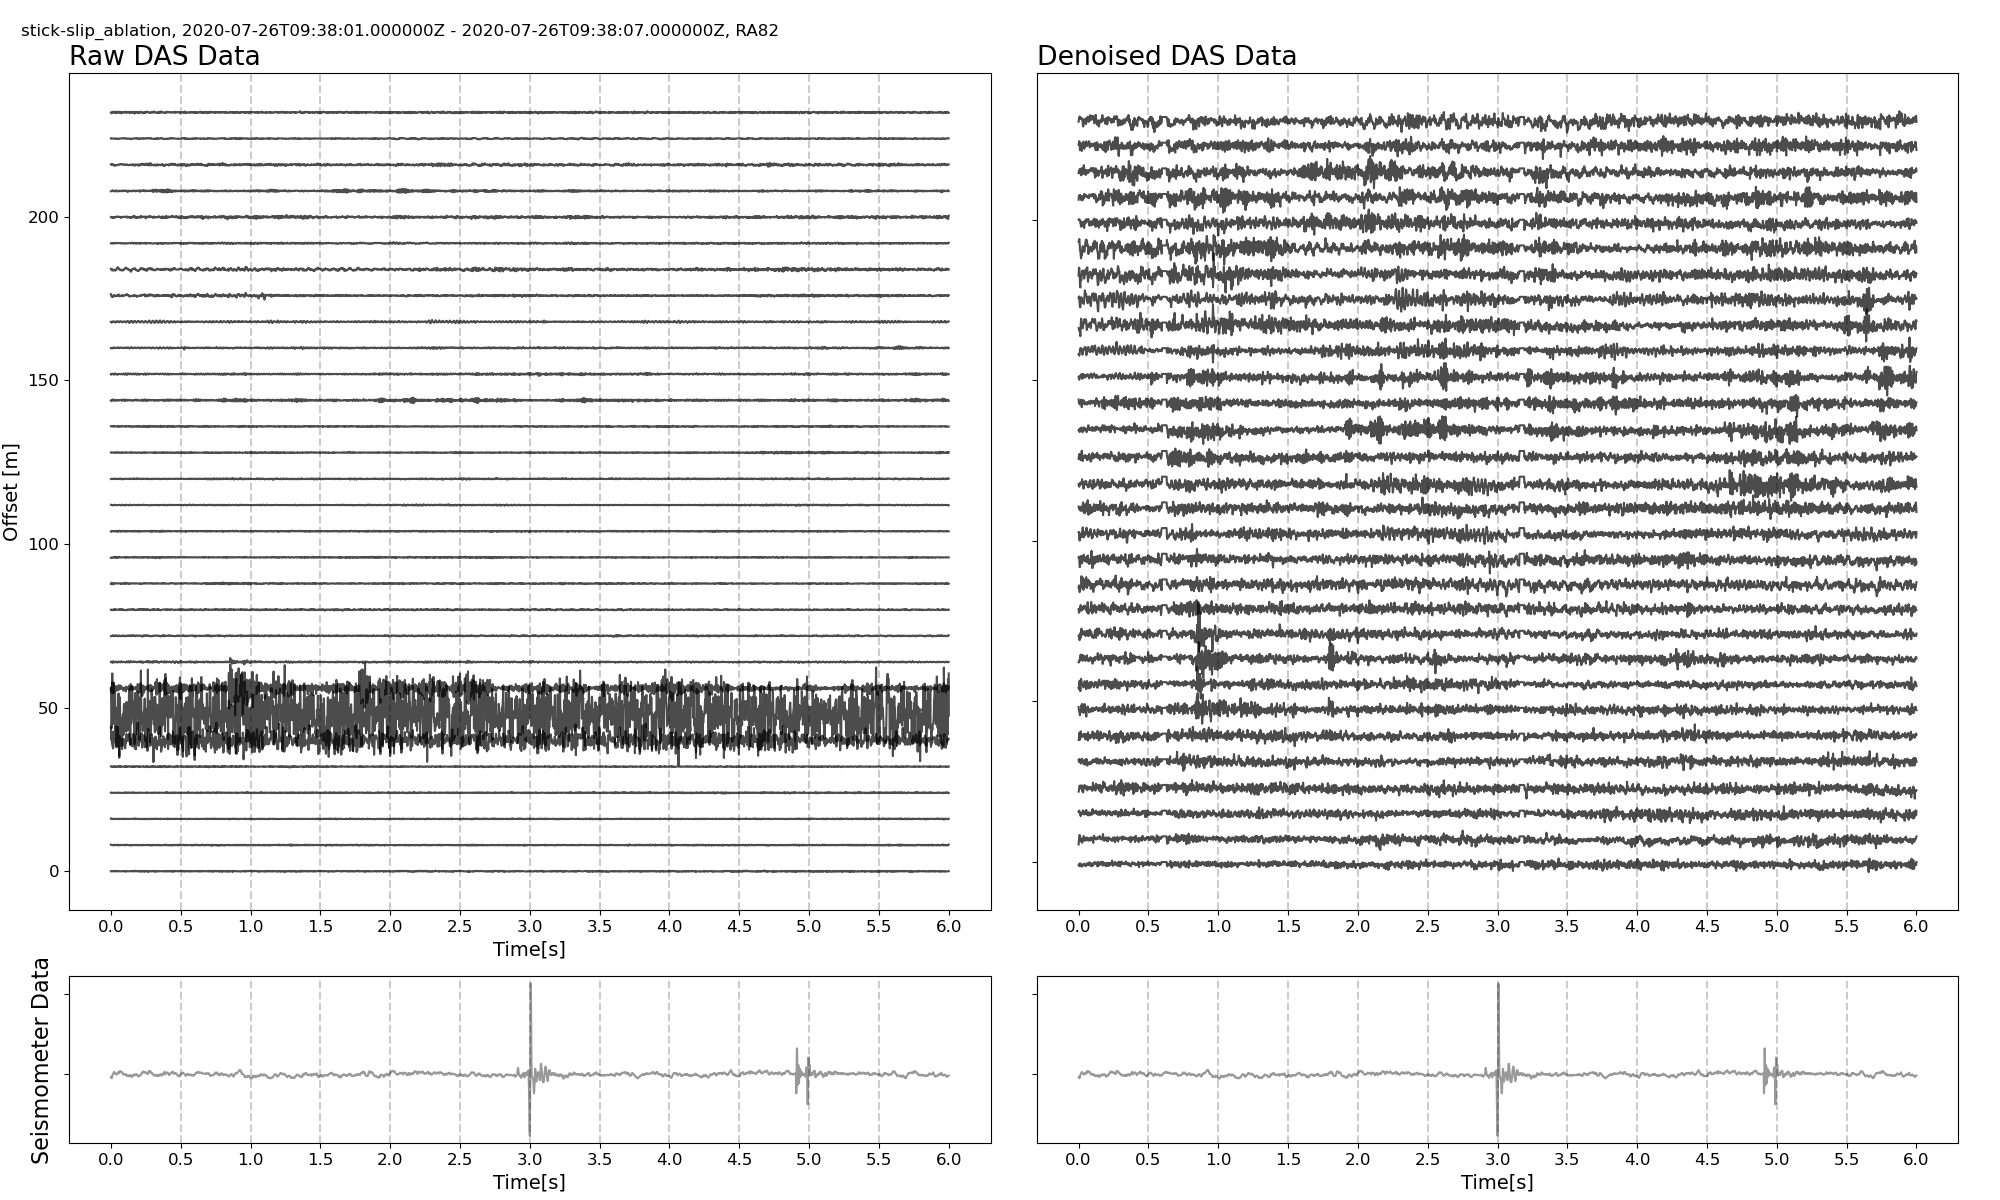 stick-slip_ablation, 2020-07-26T09:38:01.000000Z - 2020-07-26T09:38:07.000000Z, RA82
Raw DAS Data
Denoised DAS Data
Offset [m]
200
150
100
50
0
0.0 0.5 1.0 1.5 2.0 2.5 3.0 3.5 4.0 4.5 5.0 5.5 6.0
Time[s]
0.0 0.5 1.0 1.5 2.0 2.5 3.0 3.5 4.0 4.5 5.0 5.5 6.0
Seismometer Data
0.0 0.5 1.0 1.5 2.0 2.5 3.0 3.5 4.0 4.5 5.0 5.5 6.0
Time[s]
0.0 0.5 1.0 1.5 2.0 2.5 3.0 3.5 4.0 4.5 5.0 5.5 6.0
Time[s]